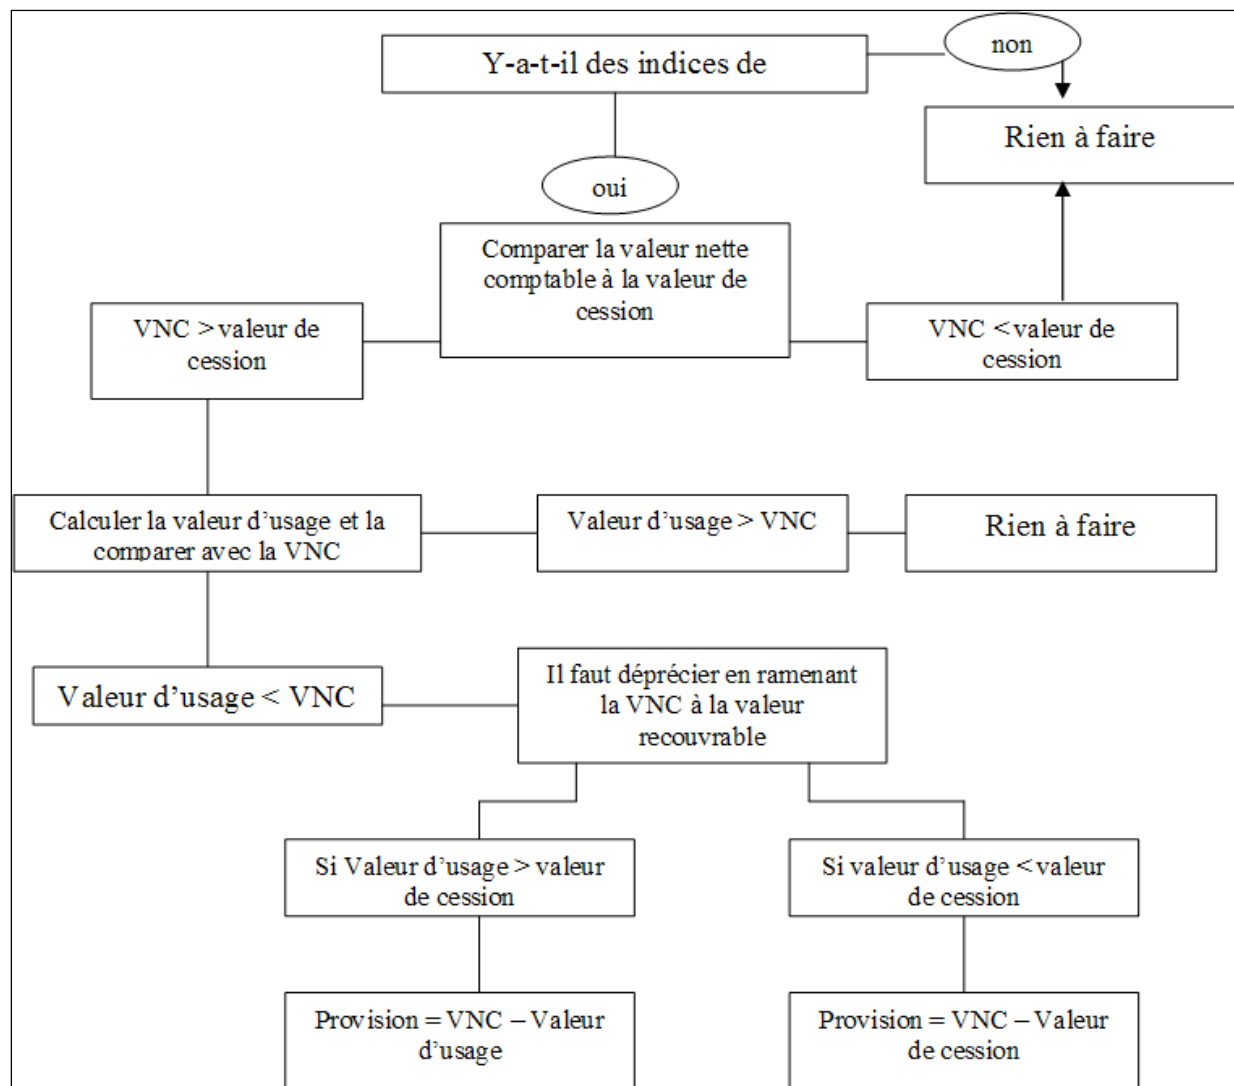 Y-a-t-il des indices de
non
Rien à faire
oui
Comparer la valeur nette
comptable à la valeur de
cession
VNC > valeur de
cession
VNC < valeur de
cession
Calculer la valeur d'usage et la
comparer avec la VNC
Valeur d'usage > VNC
Rien à faire
Valeur d'usage < VNC
Il faut déprécier en ramenant
la VNC à la valeur
recouvrable
Si Valeur d'usage > valeur
de cession
Si valeur d'usage < valeur
de cession
Provision = VNC – Valeur
d'usage
Provision = VNC – Valeur
de cession